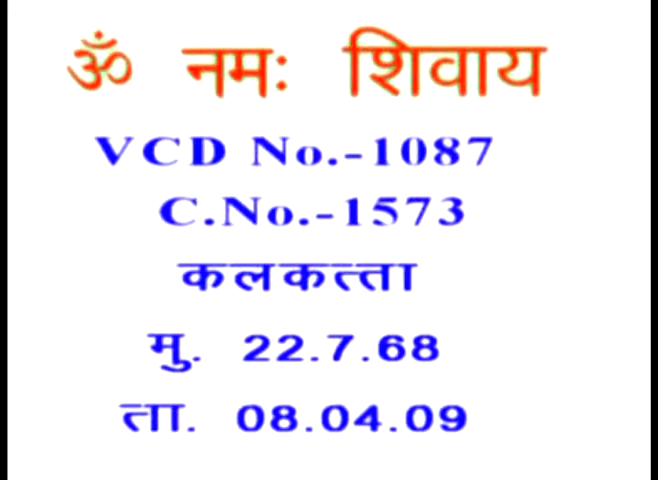 ॐ नमः शिवाय
VCD No.-1087
C.No.-1573
कलकत्ता
मु. 22.7.68
ता. 08.04.09